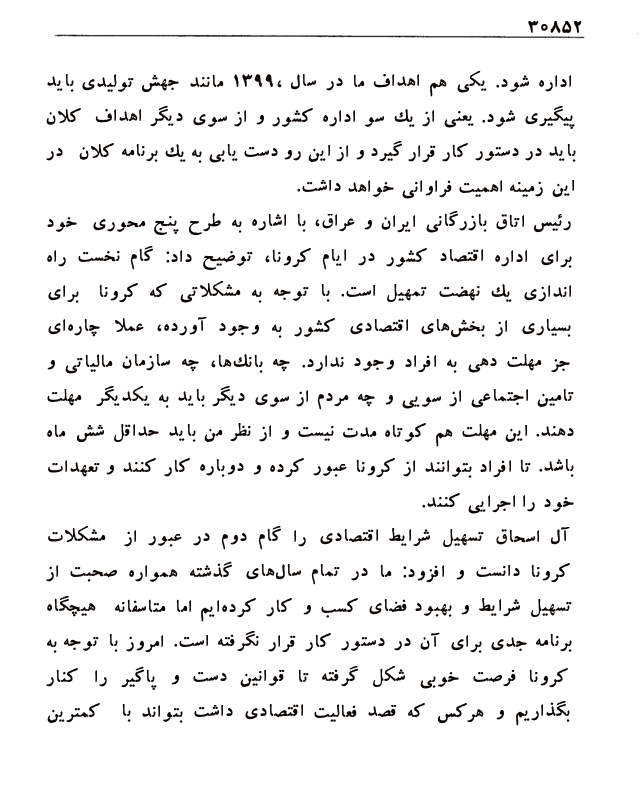 ۳۰۸۵۲
اداره شود. یکی هم اهداف ما در سال ،۱۳۹۹ مانند جهش تولیدی باید
پیگیری شود. یعنی از یك سو اداره کشور و از سوی دیگر اهداف کلان
باید در دستور کار قرار گیرد و از این رو دست یابی به یك برنامه کلان در
این زمینه اهمیت فراوانی خواهد داشت.
رئیس اتاق بازرگانی ایران و عراق، با اشاره به طرح پنج محوری خود
برای اداره اقتصاد کشور در ایام کرونا، توضیح داد: گام نخست راه
اندازی یك نهضت تمهیل است. با توجه به مشکلاتی که کرونا برای
بسیاری از بخش‌های اقتصادی کشور به وجود آورده، عملا چاره‌ای
جز مهلت دهی به افراد وجود ندارد. چه بانك‌ها، چه سازمان مالیاتی و
تامین اجتماعی از سویی و چه مردم از سوی دیگر باید به یکدیگر مهلت
دهند. این مهلت هم کوتاه مدت نیست و از نظر من باید حداقل شش ماه
باشد. تا افراد بتوانند از کرونا عبور کرده و دوباره کار کنند و تعهدات
خود را اجرایی کنند.
آل اسحاق تسهیل شرایط اقتصادی را گام دوم در عبور از مشکلات
کرونا دانست و افزود: ما در تمام سال‌های گذشته همواره صحبت از
تسهیل شرایط و بهبود فضای کسب و کار کرده‌ایم اما متاسفانه هیچگاه
برنامه جدی برای آن در دستور کار قرار نگرفته است. امروز با توجه به
کرونا فرصت خوبی شکل گرفته تا قوانین دست و پاگیر را کنار
بگذاریم و هرکس که قصد فعالیت اقتصادی داشت بتواند با کمترین